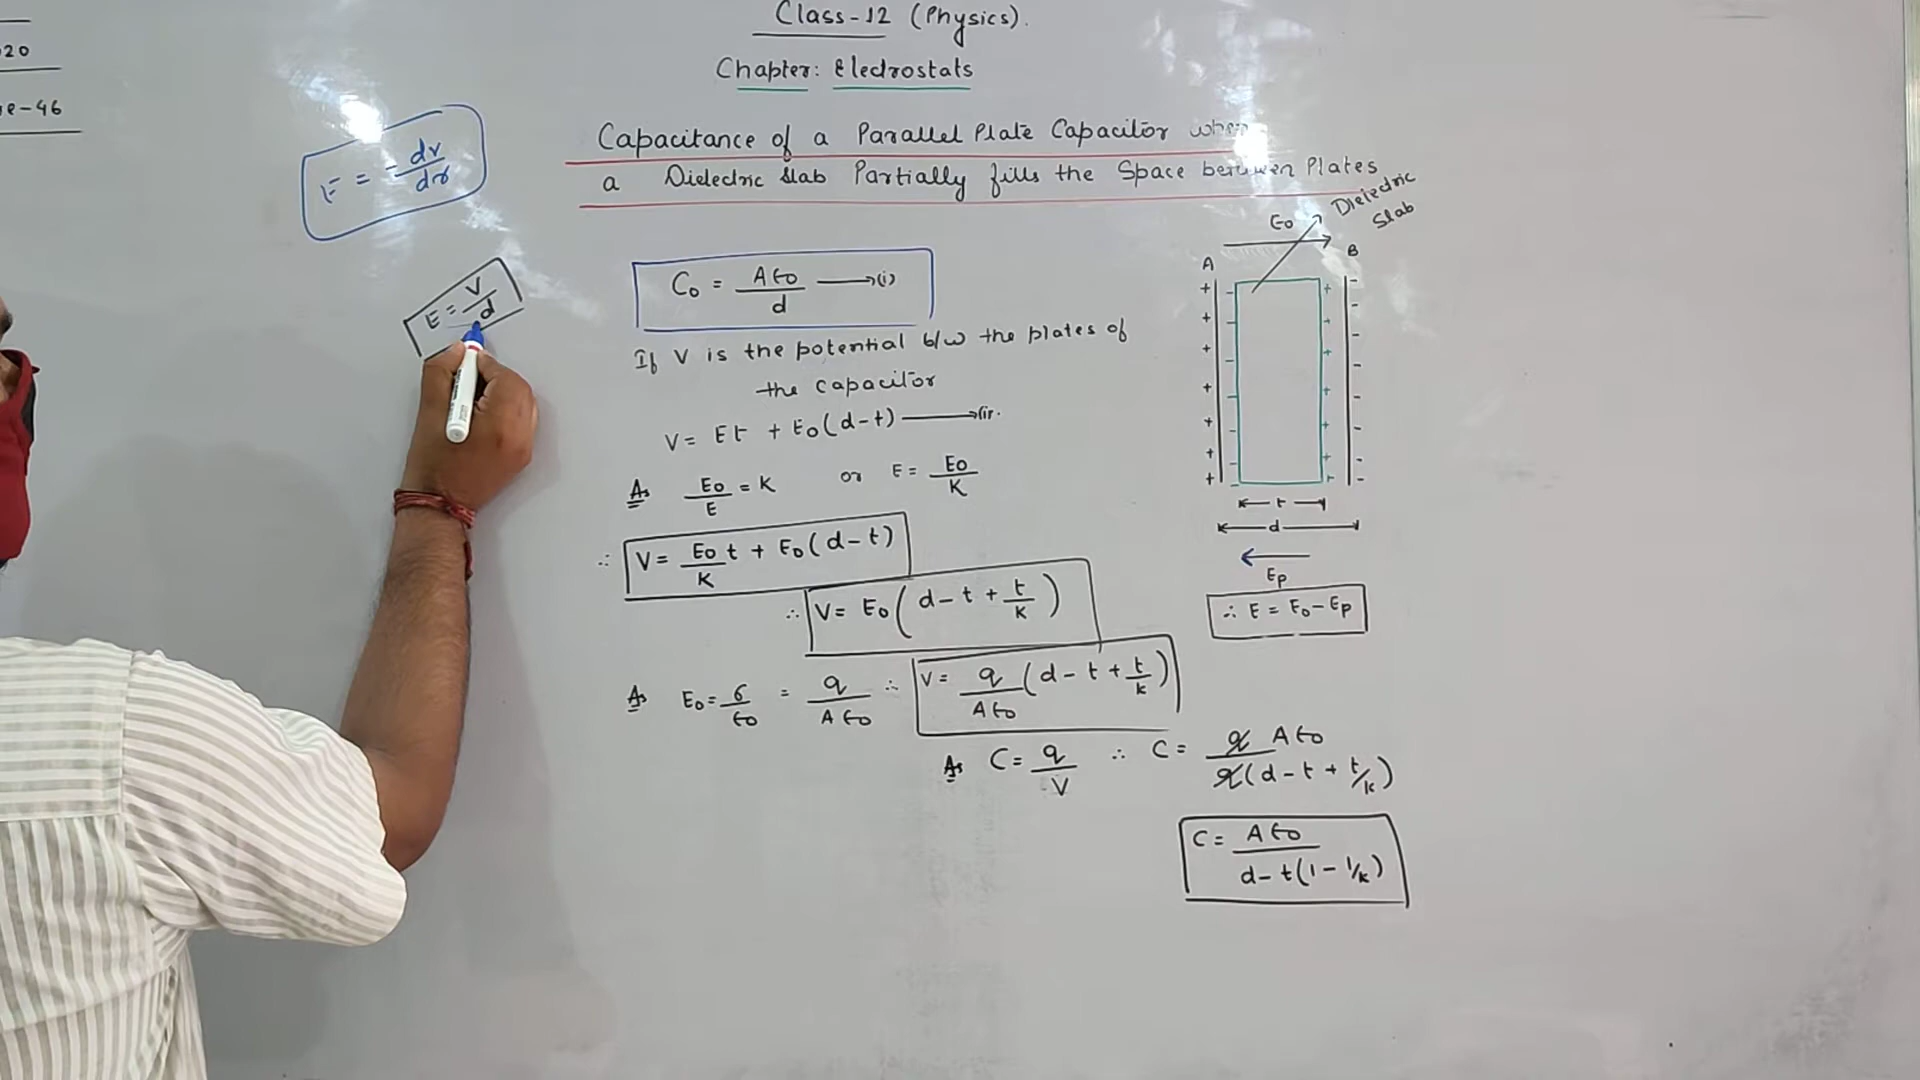 020
e-46
Class-12 (Physics).
Chapter: Electrostats
Capacitance of a Parallel Plate Capacitor when
a Dielectric Slab Partially fills the Space between Plates
E = -dv/dr
E = V/d
C₀ = Aϵ₀/d ⟶(i)
If V is the potential b/w the plates of
the capacitor
V = Et + E₀(d-t) ⟶(ii.
As E₀/E = K or E = E₀/K
∴ V = E₀/K t + E₀(d-t)
∴ V = E₀(d-t + t/K)
As E₀ = σ/ϵ₀ = q/Aϵ₀ ∴ V = q/Aϵ₀ (d-t + t/K)
As C = q/V ∴ C = q Aϵ₀/q(d-t + t/K)
C = Aϵ₀/d-t(1-1/K)
E₀ Dielectric
Slab
A B
+ - + -
+ - + -
+ - + -
+ - + -
+ - + -
+ - + -
+ - + -
t
d
Ep
∴ E = E₀-Ep